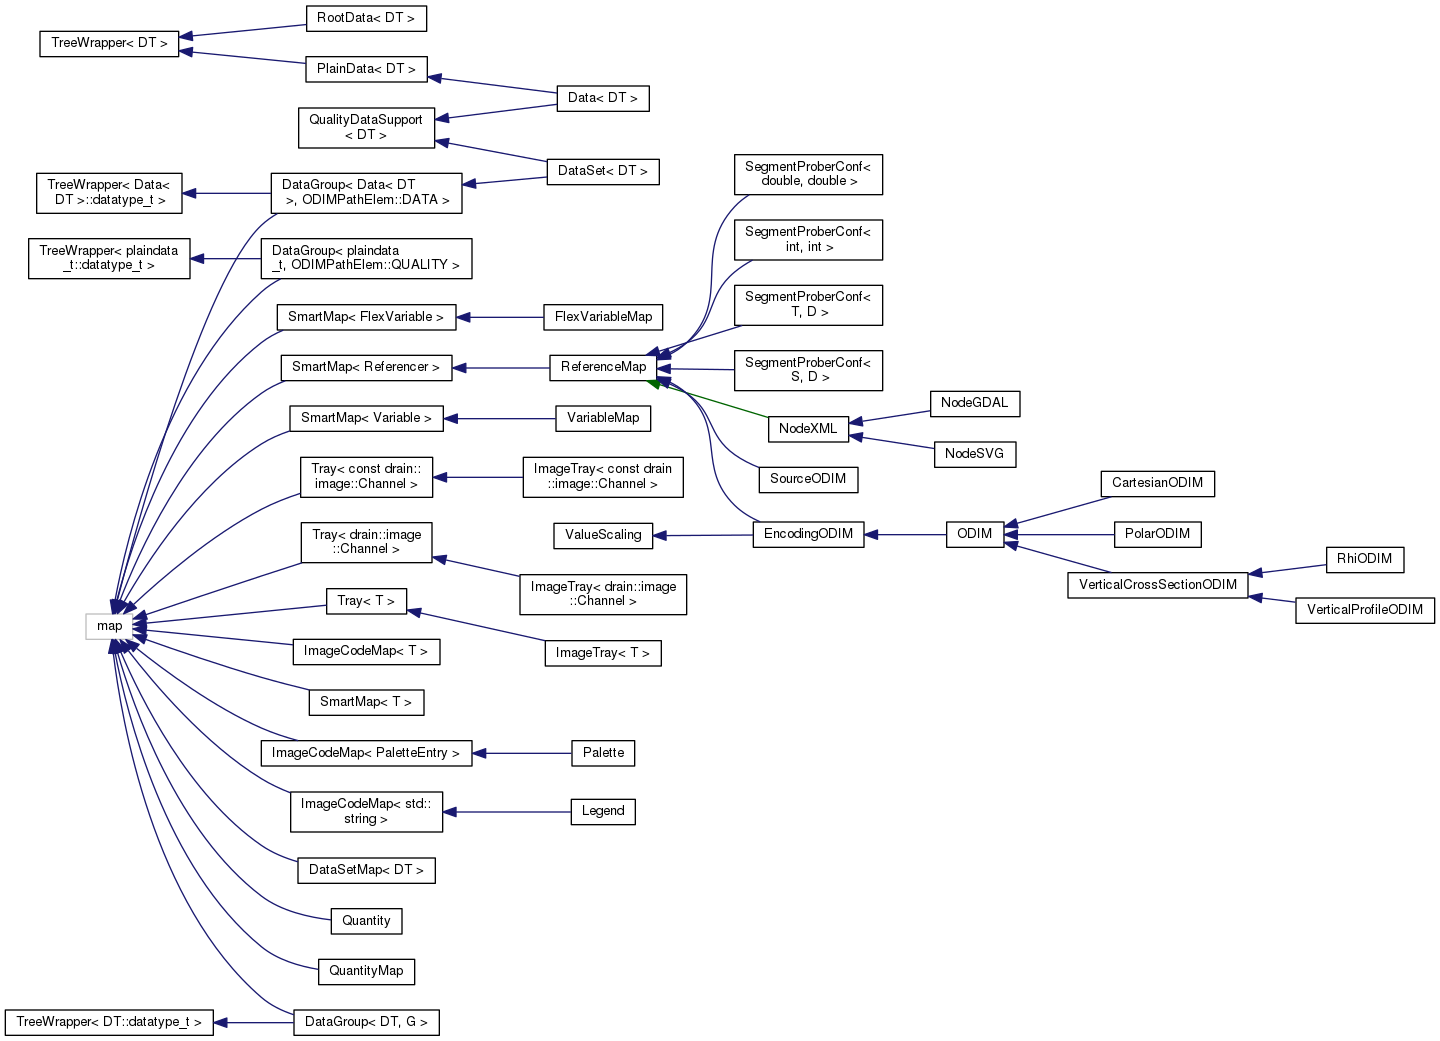 RootData< DT >
TreeWrapper< DT >
PlainData< DT >
Data< DT >
QualityDataSupport
< DT >
DataSet< DT >
TreeWrapper< Data<
DT >::datatype_t >
DataGroup< Data< DT
>, ODIMPathElem::DATA >
TreeWrapper< plaindata
_t::datatype_t >
DataGroup< plaindata
_t, ODIMPathElem::QUALITY >
SegmentProberConf<
double, double >
SegmentProberConf<
int, int >
SegmentProberConf<
T, D >
SegmentProberConf<
S, D >
SmartMap< FlexVariable >
FlexVariableMap
SmartMap< Referencer >
ReferenceMap
SmartMap< Variable >
VariableMap
NodeXML
NodeGDAL
NodeSVG
Tray< const drain::
image::Channel >
ImageTray< const drain
::image::Channel >
SourceODIM
CartesianODIM
Tray< drain::image
::Channel >
ValueScaling
EncodingODIM
ODIM
PolarODIM
RhiODIM
VerticalCrossSectionODIM
VerticalProfileODIM
ImageTray< drain::image
::Channel >
Tray< T >
map
ImageCodeMap< T >
ImageTray< T >
SmartMap< T >
ImageCodeMap< PaletteEntry >
Palette
ImageCodeMap< std::
string >
Legend
DataSetMap< DT >
Quantity
QuantityMap
TreeWrapper< DT::datatype_t >
DataGroup< DT, G >